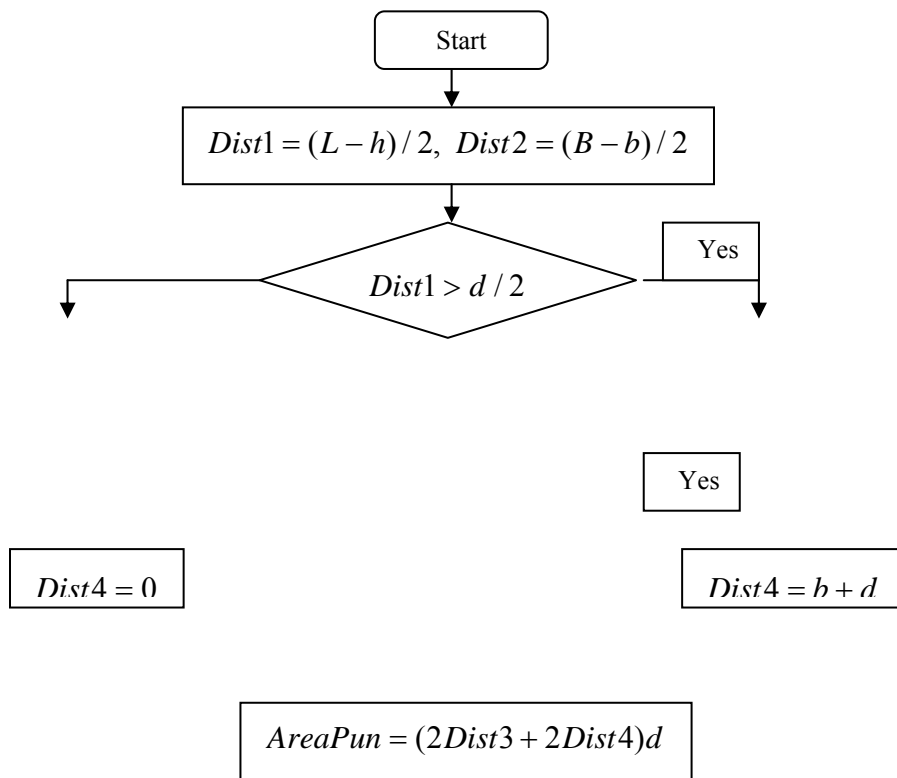 Start
Dist1 = (L − h) / 2, Dist2 = (B − b) / 2
Yes
Dist1 > d / 2
Yes
Dist4 = 0
Dist4 = b + d
AreaPun = (2Dist3 + 2Dist4)d